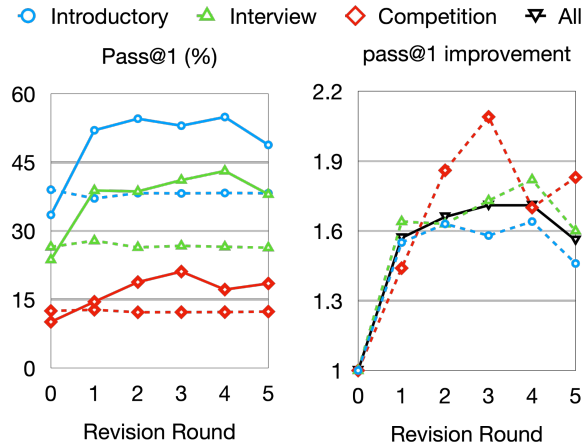 Introductory Interview Competition All
Pass@1 (%)
pass@1 improvement
60
45
30
15
0
0 1 2 3 4 5
Revision Round
2.2
1.9
1.6
1.3
1
0 1 2 3 4 5
Revision Round